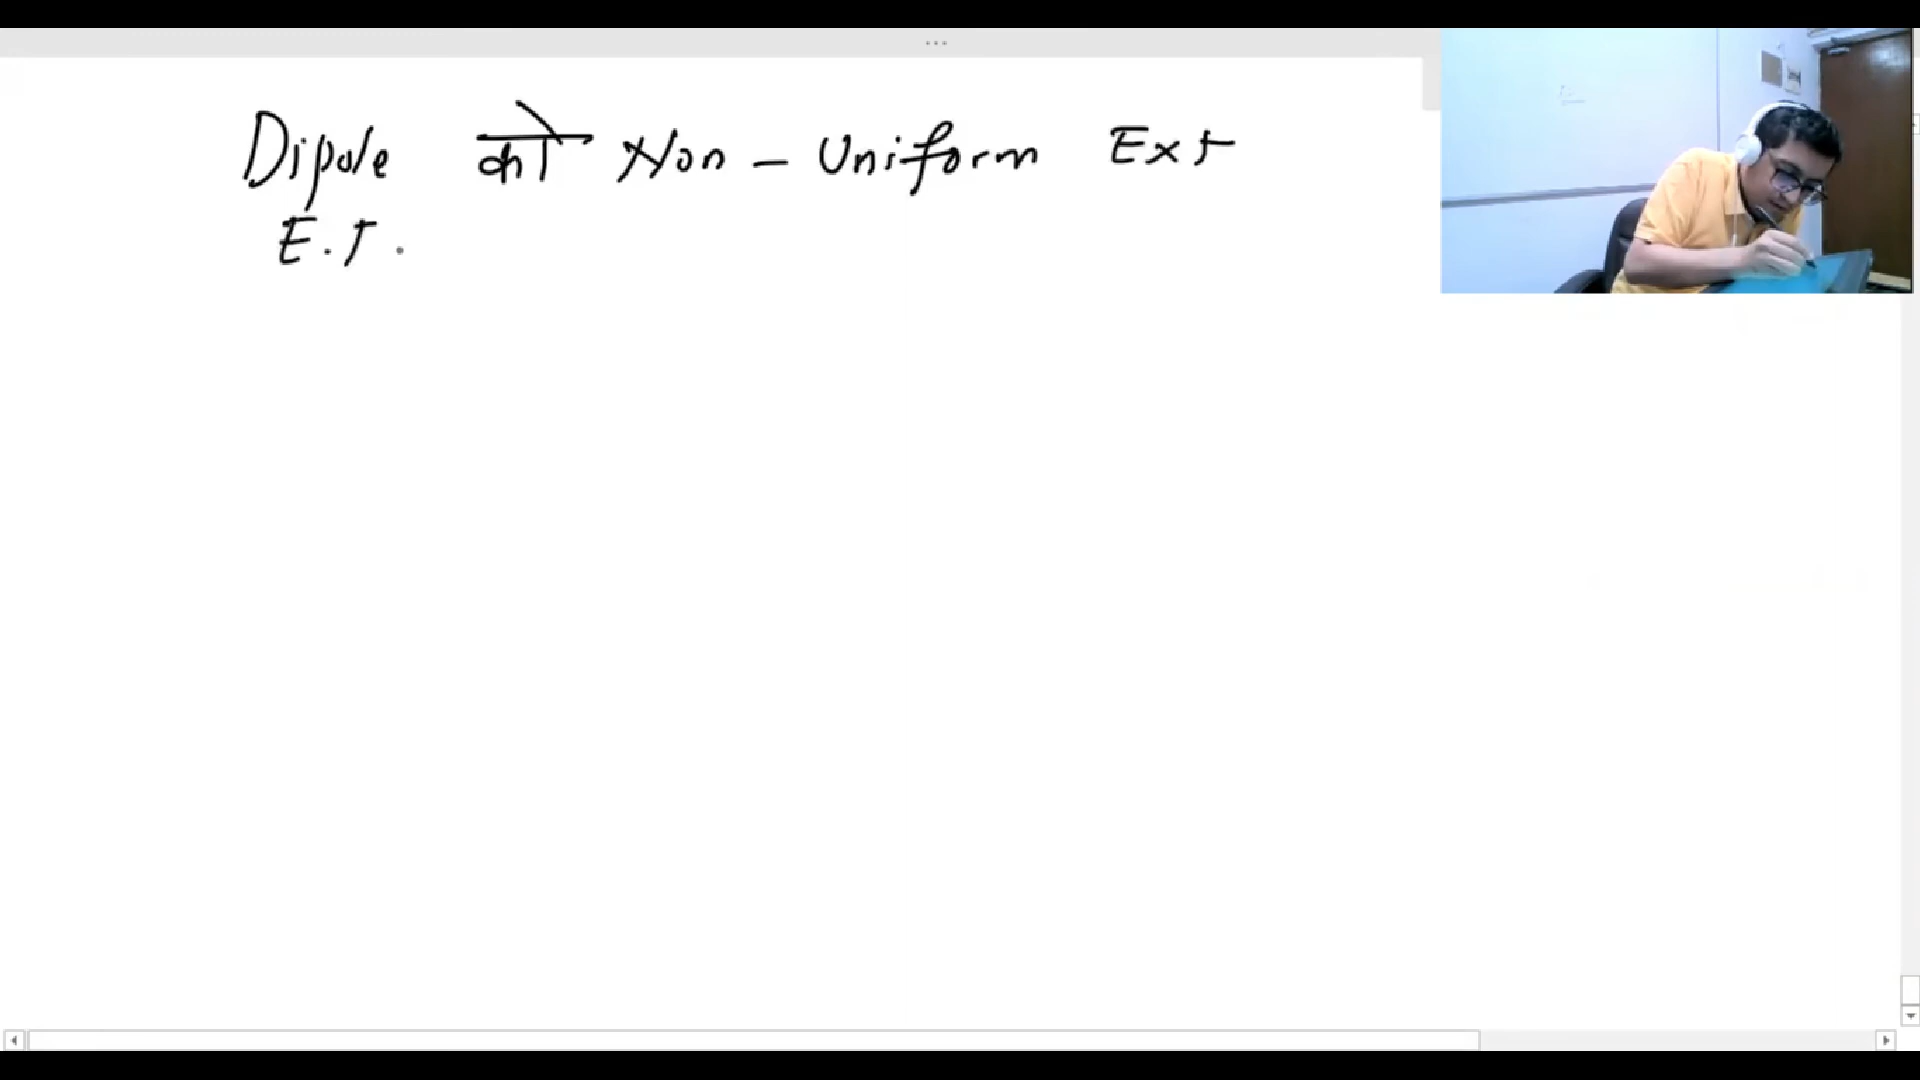 Dipole को Non - Uniform Ext
E.f.